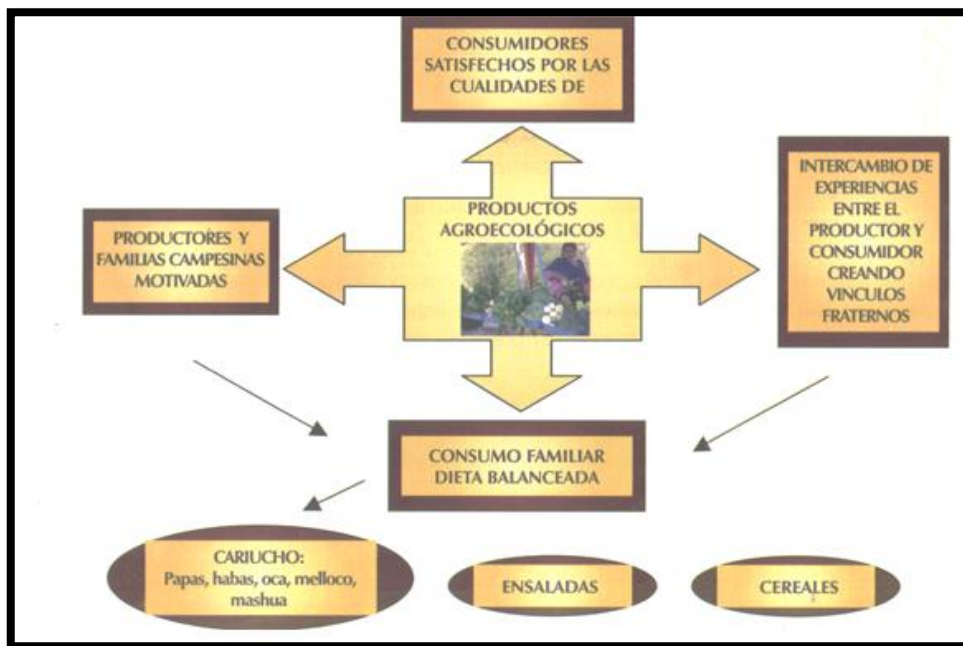 CONSUMIDORES
SATISFECHOS POR LAS
CUALIDADES DE
PRODUCTOS
AGROECOLÓGICOS
PRODUCTORES Y
FAMILIAS CAMPESINAS
MOTIVADAS
INTERCAMBIO DE
EXPERIENCIAS
ENTRE EL
PRODUCTOR Y
CONSUMIDOR
CREANDO
VINCULOS
FRATERNOS
CONSUMO FAMILIAR
DIETA BALANCEADA
CARIUCHO:
Papas, habas, oca, melloco,
mashua
ENSALADAS
CEREALES